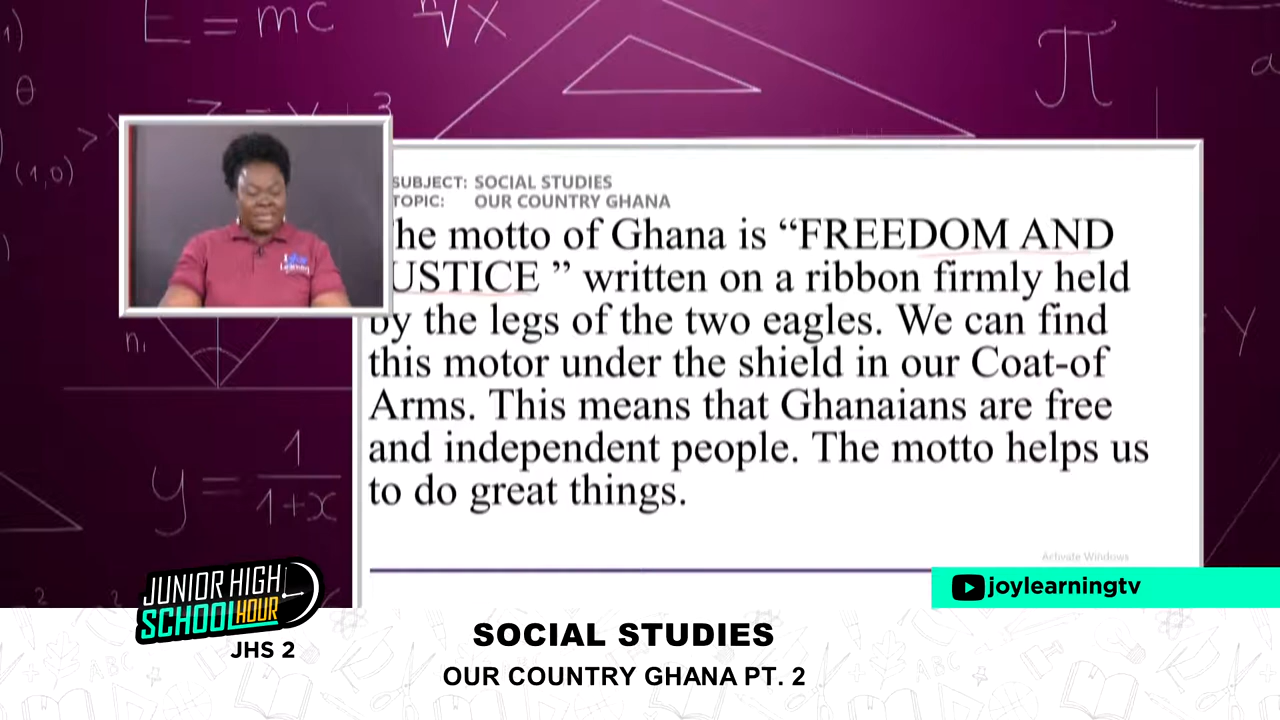 E = mc
n√x
π
θ
(1,0)
n₁
Y
y = 1/1+x
SUBJECT: SOCIAL STUDIES
TOPIC: OUR COUNTRY GHANA
he motto of Ghana is “FREEDOM AND
USTICE ” written on a ribbon firmly held
by the legs of the two eagles. We can find
this motor under the shield in our Coat-of
Arms. This means that Ghanaians are free
and independent people. The motto helps us
to do great things.
Activate Windows
joylearningtv
JUNIOR HIGH
SCHOOL HOUR
JHS 2
SOCIAL STUDIES
OUR COUNTRY GHANA PT. 2